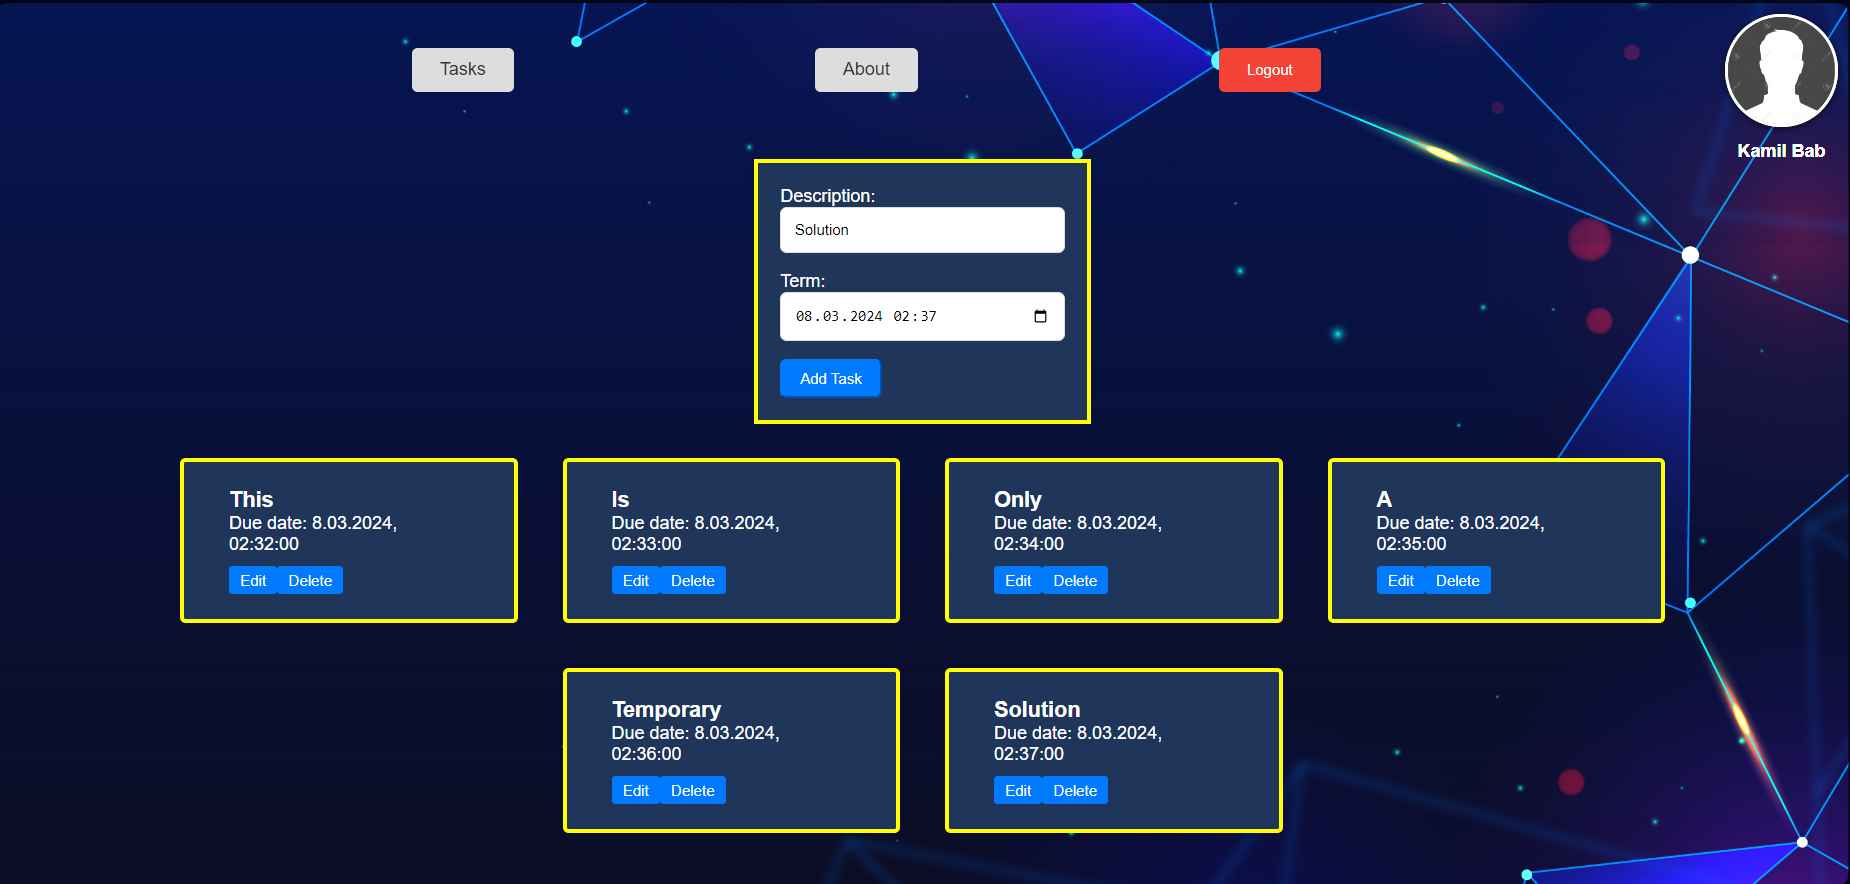 Tasks
About
Logout
Kamil Bab
Description:
Solution
Term:
08.03.2024 02:37
Add Task
This
Due date: 8.03.2024,
02:32:00
Edit Delete
Is
Due date: 8.03.2024,
02:33:00
Edit Delete
Only
Due date: 8.03.2024,
02:34:00
Edit Delete
A
Due date: 8.03.2024,
02:35:00
Edit Delete
Temporary
Due date: 8.03.2024,
02:36:00
Edit Delete
Solution
Due date: 8.03.2024,
02:37:00
Edit Delete